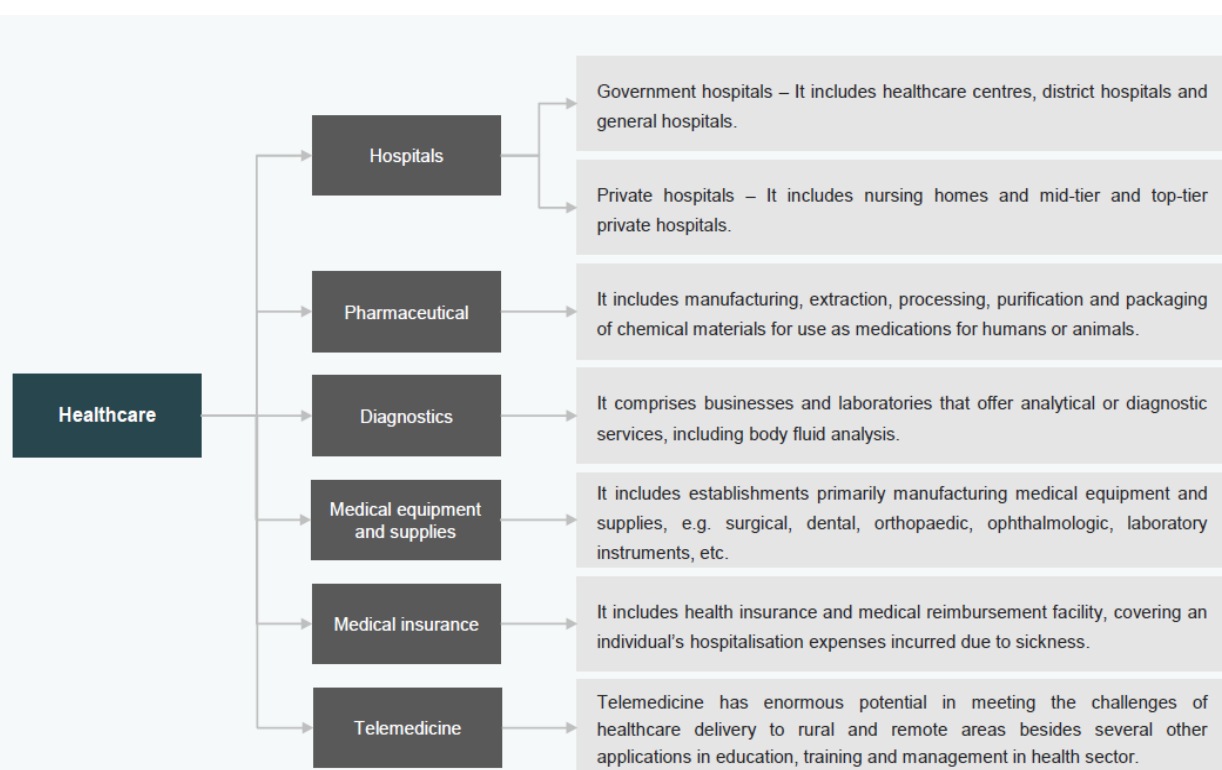 Healthcare
Hospitals
Government hospitals – It includes healthcare centres, district hospitals and
general hospitals.
Private hospitals – It includes nursing homes and mid-tier and top-tier
private hospitals.
Pharmaceutical
It includes manufacturing, extraction, processing, purification and packaging
of chemical materials for use as medications for humans or animals.
Diagnostics
It comprises businesses and laboratories that offer analytical or diagnostic
services, including body fluid analysis.
Medical equipment
and supplies
It includes establishments primarily manufacturing medical equipment and
supplies, e.g. surgical, dental, orthopaedic, ophthalmologic, laboratory
instruments, etc.
Medical insurance
It includes health insurance and medical reimbursement facility, covering an
individual’s hospitalisation expenses incurred due to sickness.
Telemedicine
Telemedicine has enormous potential in meeting the challenges of
healthcare delivery to rural and remote areas besides several other
applications in education, training and management in health sector.